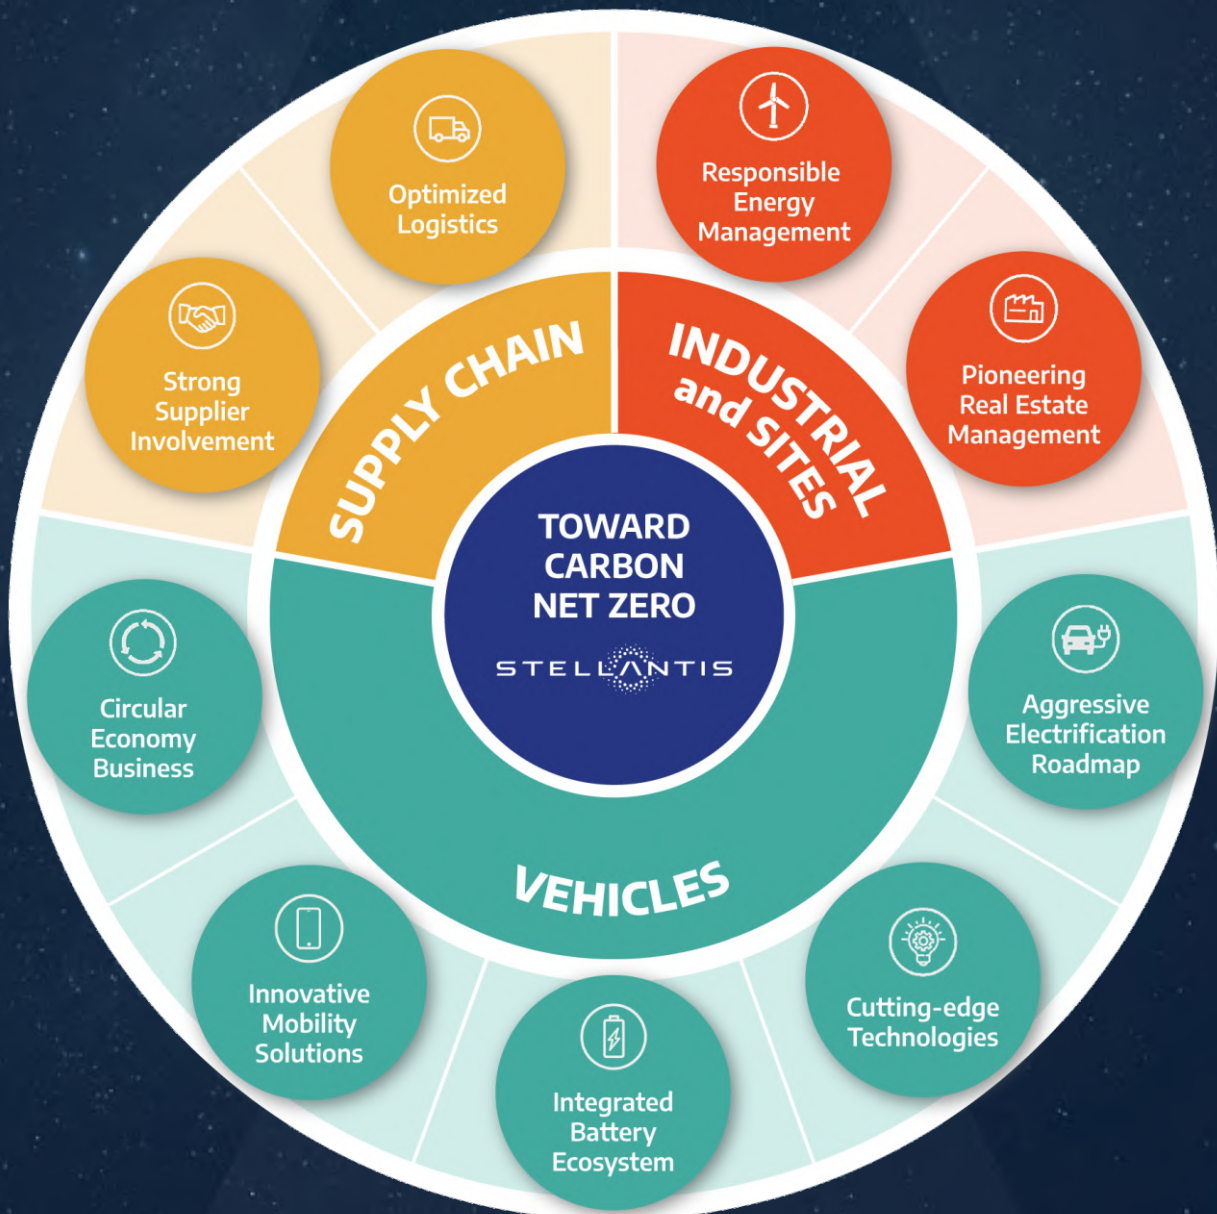 TOWARD
CARBON
NET ZERO
STELLANTIS
SUPPLY CHAIN
INDUSTRIAL
and SITES
VEHICLES
Optimized
Logistics
Responsible
Energy
Management
Pioneering
Real Estate
Management
Aggressive
Electrification
Roadmap
Cutting-edge
Technologies
Integrated
Battery
Ecosystem
Innovative
Mobility
Solutions
Circular
Economy
Business
Strong
Supplier
Involvement